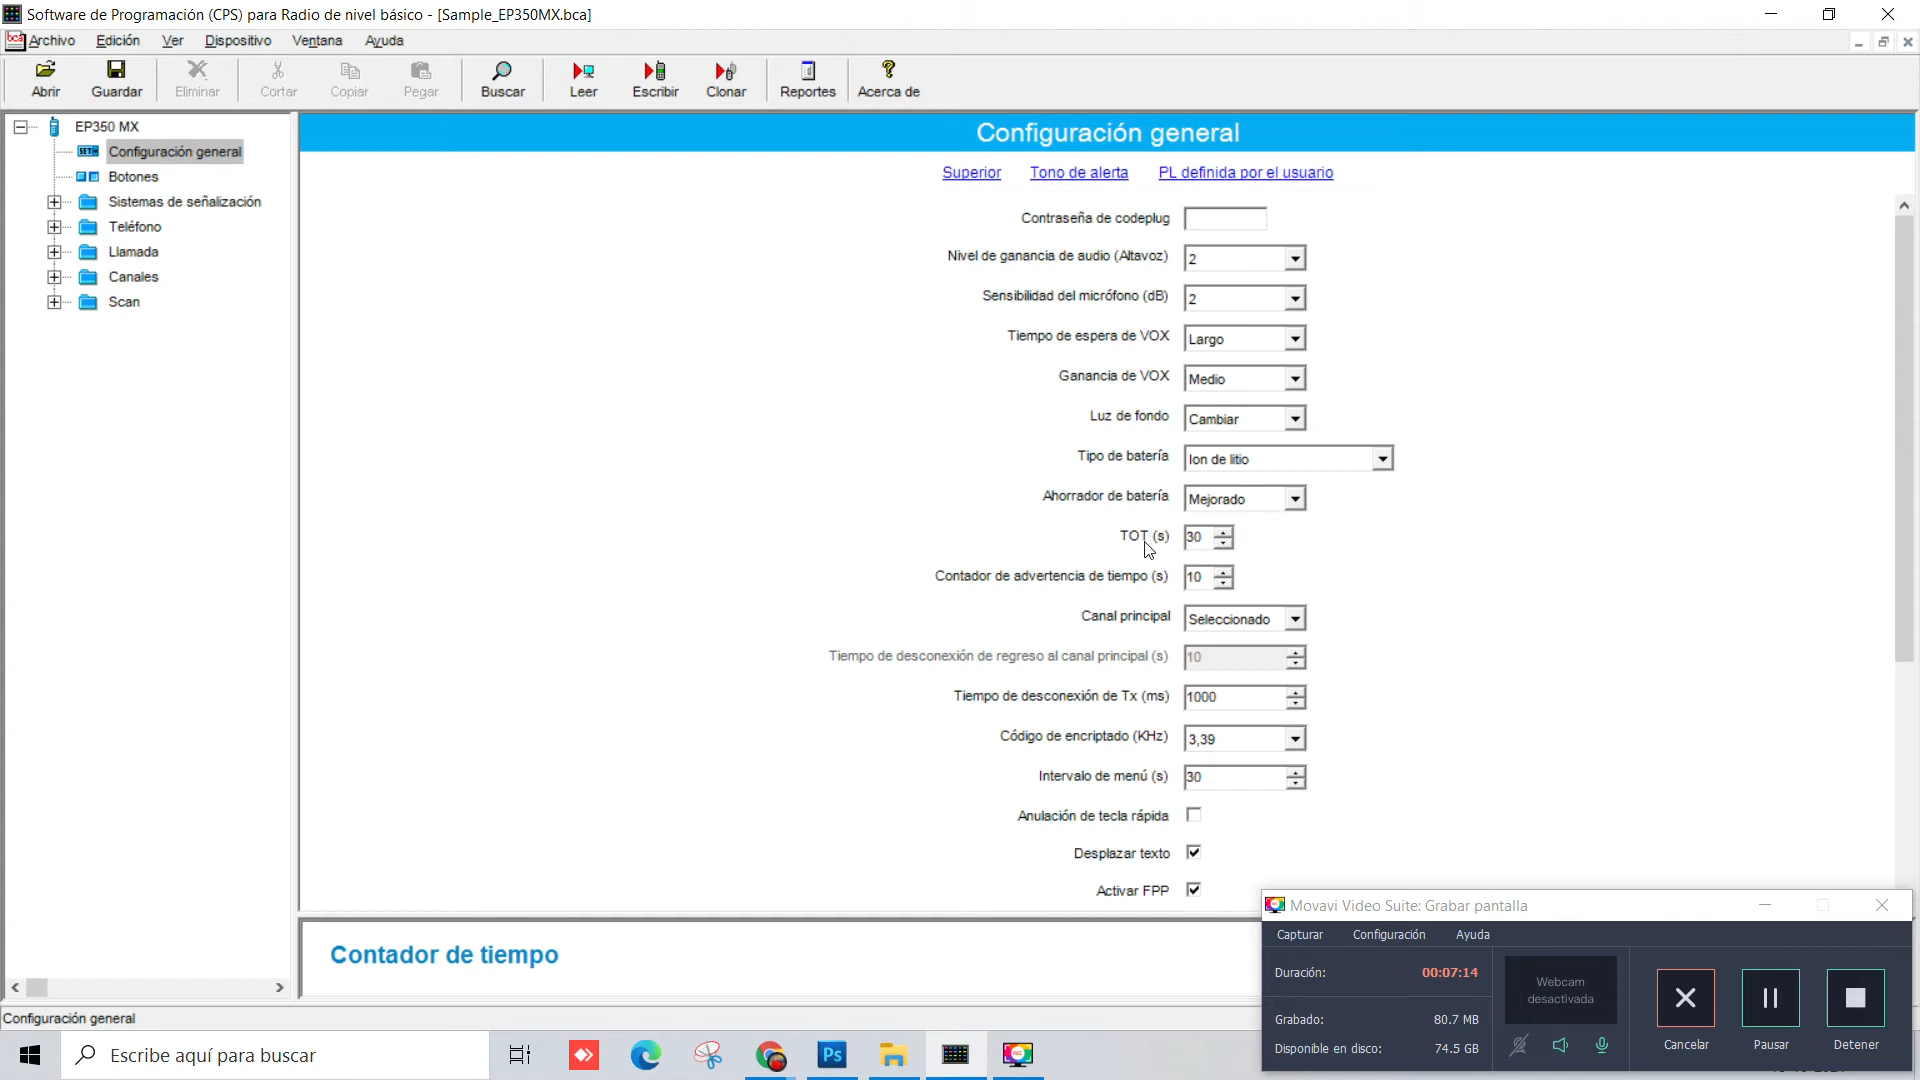 Software de Programación (CPS) para Radio de nivel básico - [Sample_EP350MX.bca]
bca Archivo Edición Ver Dispositivo Ventana Ayuda
Abrir Guardar Eliminar Cortar Copiar Pegar Buscar Leer Escribir Clonar Reportes Acerca de
EP350 MX
SET Configuración general
Botones
Sistemas de señalización
Teléfono
Llamada
Canales
Scan
Configuración general
Superior Tono de alerta PL definida por el usuario
Contraseña de codeplug
Nivel de ganancia de audio (Altavoz) 2
Sensibilidad del micrófono (dB) 2
Tiempo de espera de VOX Largo
Ganancia de VOX Medio
Luz de fondo Cambiar
Tipo de batería Ion de litio
Ahorrador de batería Mejorado
TOT (s) 30
Contador de advertencia de tiempo (s) 10
Canal principal Seleccionado
Tiempo de desconexión de regreso al canal principal (s) 10
Tiempo de desconexión de Tx (ms) 1000
Código de encriptado (KHz) 3,39
Intervalo de menú (s) 30
Anulación de tecla rápida
Desplazar texto
Activar FPP
Contador de tiempo
Configuración general
Movavi Video Suite: Grabar pantalla
Capturar Configuración Ayuda
Duración: 00:07:14
Webcam
desactivada
Grabado: 80.7 MB
Disponible en disco: 74.5 GB
Cancelar Pausar Detener
Escribe aquí para buscar
Ps